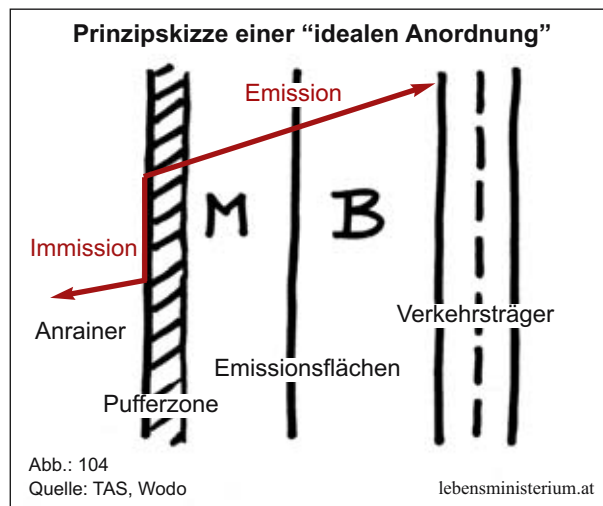 Prinzipskizze einer “idealen Anordnung”
Emission
M
B
Immission
Verkehrsträger
Anrainer
Emissionsflächen
Pufferzone
Abb.: 104
Quelle: TAS, Wodo
lebensministerium.at